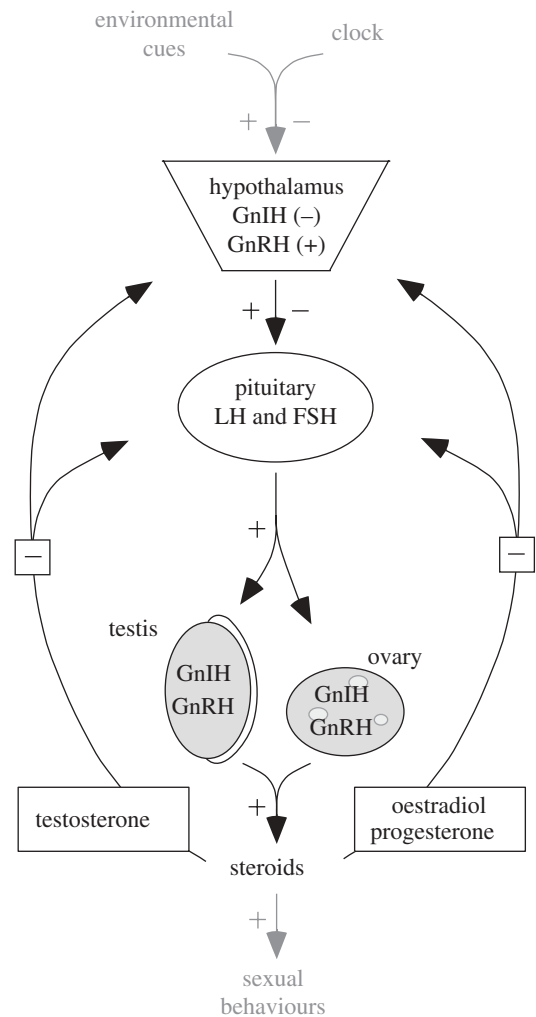 environmental
cues
clock
+ −
hypothalamus
GnIH (–)
GnRH (+)
+ −
pituitary
LH and FSH
+
−
−
testis
GnIH
GnRH
ovary
GnIH
GnRH
+
testosterone
oestradiol
progesterone
steroids
+
sexual
behaviours